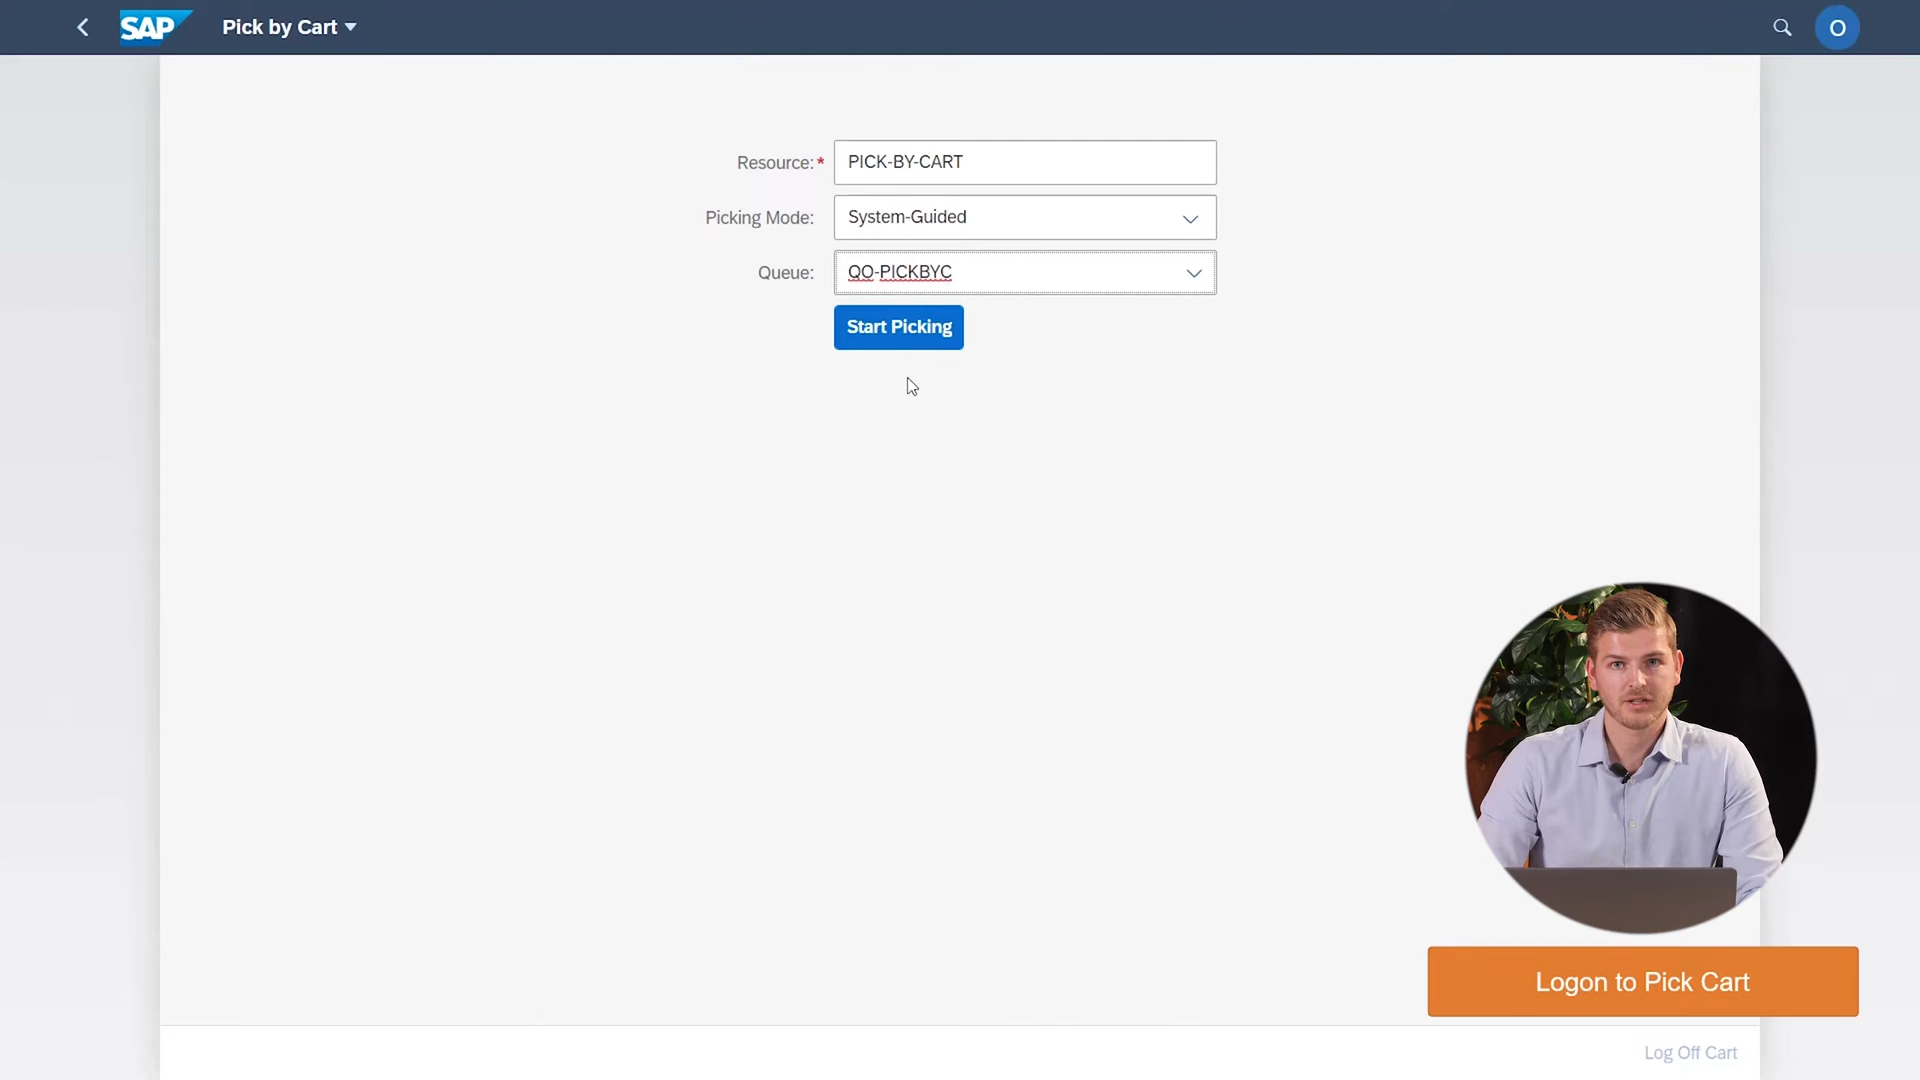 SAP Pick by Cart
O
Resource:* PICK-BY-CART
Picking Mode: System-Guided
Queue: QO-PICKBYC
Start Picking
Logon to Pick Cart
Log Off Cart